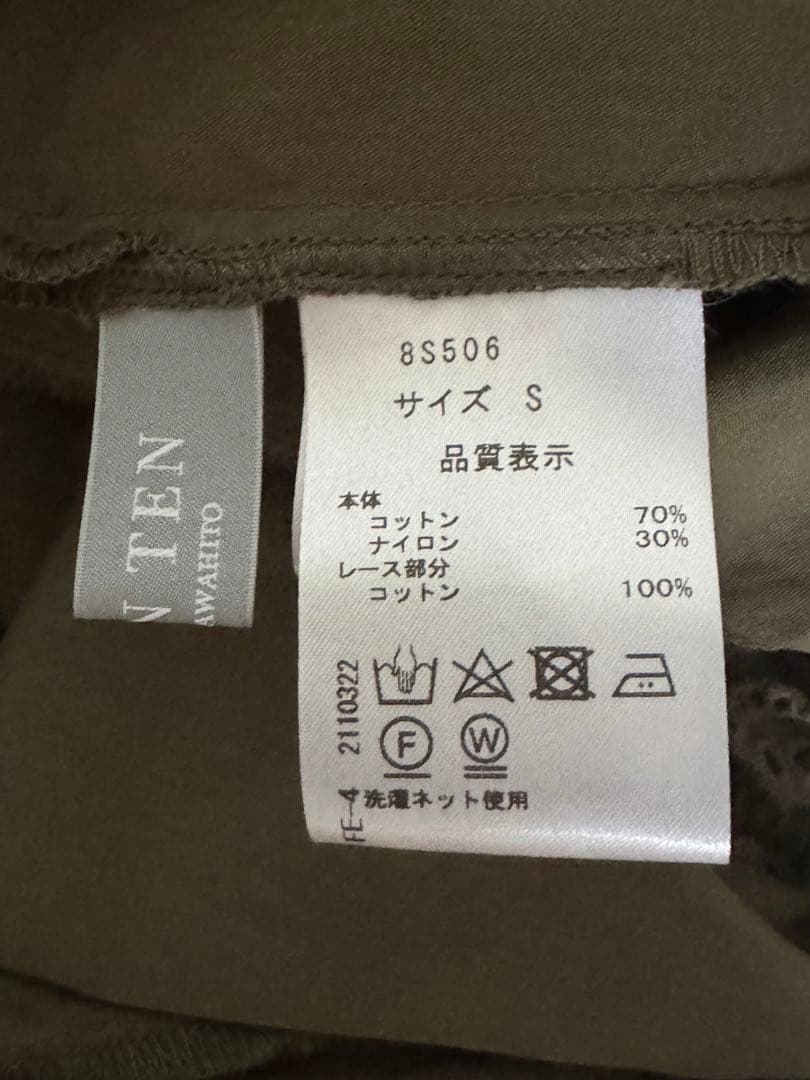 8S506
サイズ S
品質表示
本体
コットン 70%
ナイロン 30%
レース部分
コットン 100%
F W
洗濯ネット使用
FE-4 2110322
N TEN
AWAHITO